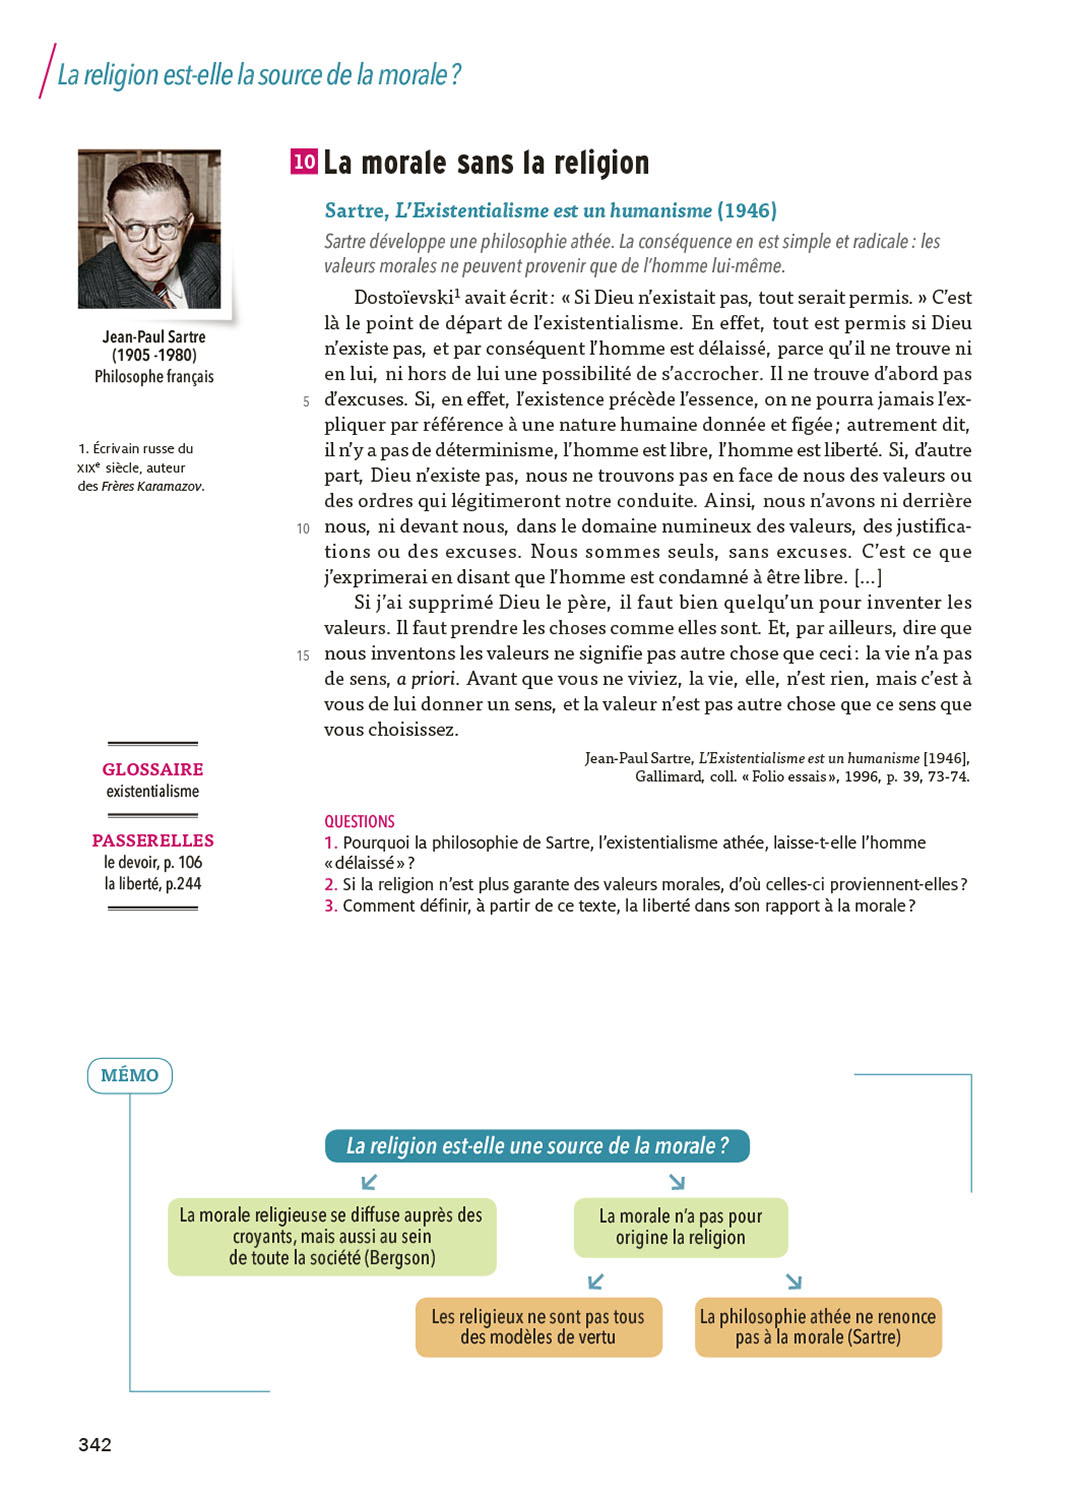 La religion est-elle la source de la morale ?
10 La morale sans la religion
Sartre, L'Existentialisme est un humanisme (1946)
Sartre développe une philosophie athée. La conséquence en est simple et radicale : les
valeurs morales ne peuvent provenir que de l'homme lui-même.
Dostoïevski¹ avait écrit : « Si Dieu n'existait pas, tout serait permis. » C'est
là le point de départ de l'existentialisme. En effet, tout est permis si Dieu
n'existe pas, et par conséquent l'homme est délaissé, parce qu'il ne trouve ni
en lui, ni hors de lui une possibilité de s'accrocher. Il ne trouve d'abord pas
5 d'excuses. Si, en effet, l'existence précède l'essence, on ne pourra jamais l'ex-
pliquer par référence à une nature humaine donnée et figée ; autrement dit,
il n'y a pas de déterminisme, l'homme est libre, l'homme est liberté. Si, d'autre
part, Dieu n'existe pas, nous ne trouvons pas en face de nous des valeurs ou
des ordres qui légitimeront notre conduite. Ainsi, nous n'avons ni derrière
10 nous, ni devant nous, dans le domaine numineux des valeurs, des justifica-
tions ou des excuses. Nous sommes seuls, sans excuses. C'est ce que
j'exprimerai en disant que l'homme est condamné à être libre. [...]
Si j'ai supprimé Dieu le père, il faut bien quelqu'un pour inventer les
valeurs. Il faut prendre les choses comme elles sont. Et, par ailleurs, dire que
15 nous inventons les valeurs ne signifie pas autre chose que ceci : la vie n'a pas
de sens, a priori. Avant que vous ne viviez, la vie, elle, n'est rien, mais c'est à
vous de lui donner un sens, et la valeur n'est pas autre chose que ce sens que
vous choisissez.
Jean-Paul Sartre, L'Existentialisme est un humanisme [1946],
Gallimard, coll. « Folio essais », 1996, p. 39, 73-74.
Jean-Paul Sartre
(1905 -1980)
Philosophe français
1. Écrivain russe du
XIXe siècle, auteur
des Frères Karamazov.
GLOSSAIRE
existentialisme
PASSERELLES
le devoir, p. 106
la liberté, p.244
QUESTIONS
1. Pourquoi la philosophie de Sartre, l'existentialisme athée, laisse-t-elle l'homme
« délaissé » ?
2. Si la religion n'est plus garante des valeurs morales, d'où celles-ci proviennent-elles ?
3. Comment définir, à partir de ce texte, la liberté dans son rapport à la morale ?
MÉMO
La religion est-elle une source de la morale ?
La morale religieuse se diffuse auprès des
croyants, mais aussi au sein
de toute la société (Bergson)
La morale n'a pas pour
origine la religion
Les religieux ne sont pas tous
des modèles de vertu
La philosophie athée ne renonce
pas à la morale (Sartre)
342